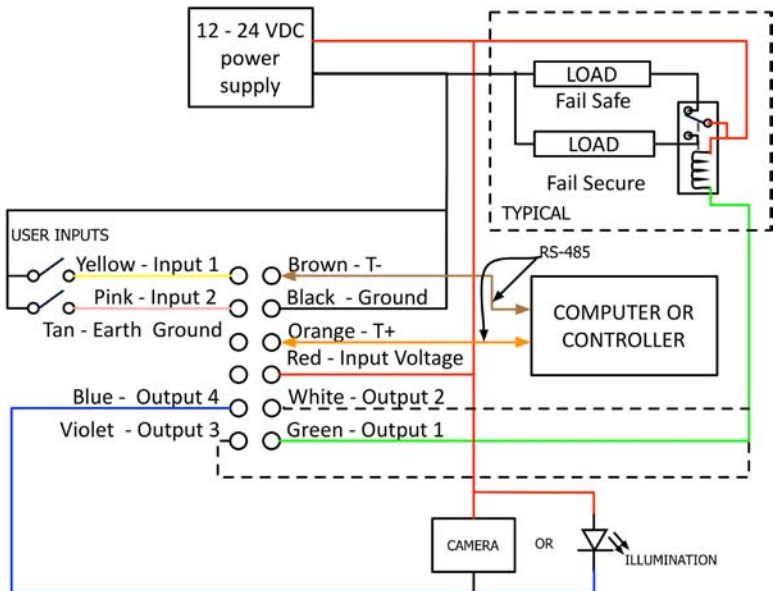 12 - 24 VDC
power
supply
LOAD
Fail Safe
LOAD
Fail Secure
TYPICAL
USER INPUTS
RS-485
Yellow - Input 1
Brown - T-
Pink - Input 2
Black - Ground
Tan - Earth Ground
Orange - T+
COMPUTER OR
CONTROLLER
Red - Input Voltage
Blue - Output 4
White - Output 2
Violet - Output 3
Green - Output 1
CAMERA
OR
ILLUMINATION